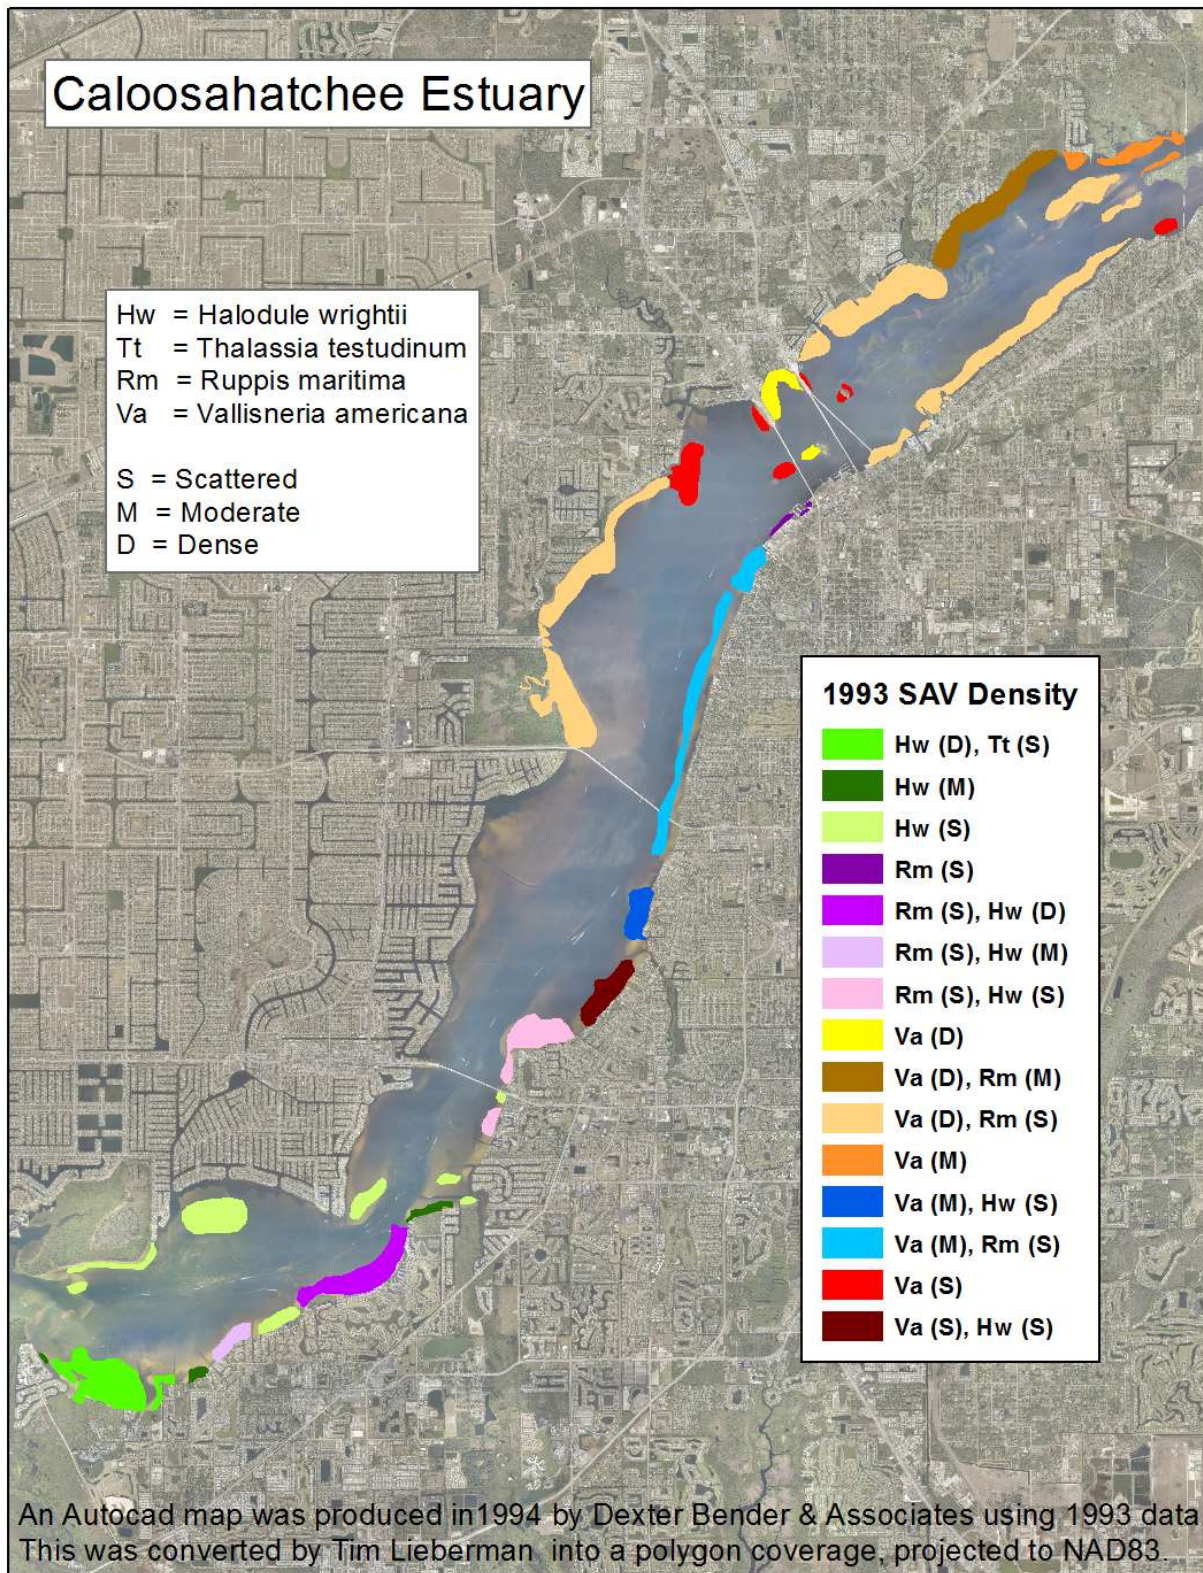 Caloosahatchee Estuary
Hw = Halodule wrightii
Tt = Thalassia testudinum
Rm = Ruppis maritima
Va = Vallisneria americana
S = Scattered
M = Moderate
D = Dense
1993 SAV Density
Hw (D), Tt (S)
Hw (M)
Hw (S)
Rm (S)
Rm (S), Hw (D)
Rm (S), Hw (M)
Rm (S), Hw (S)
Va (D)
Va (D), Rm (M)
Va (D), Rm (S)
Va (M)
Va (M), Hw (S)
Va (M), Rm (S)
Va (S)
Va (S), Hw (S)
An Autocad map was produced in1994 by Dexter Bender & Associates using 1993 data
This was converted by Tim Lieberman into a polygon coverage, projected to NAD83.